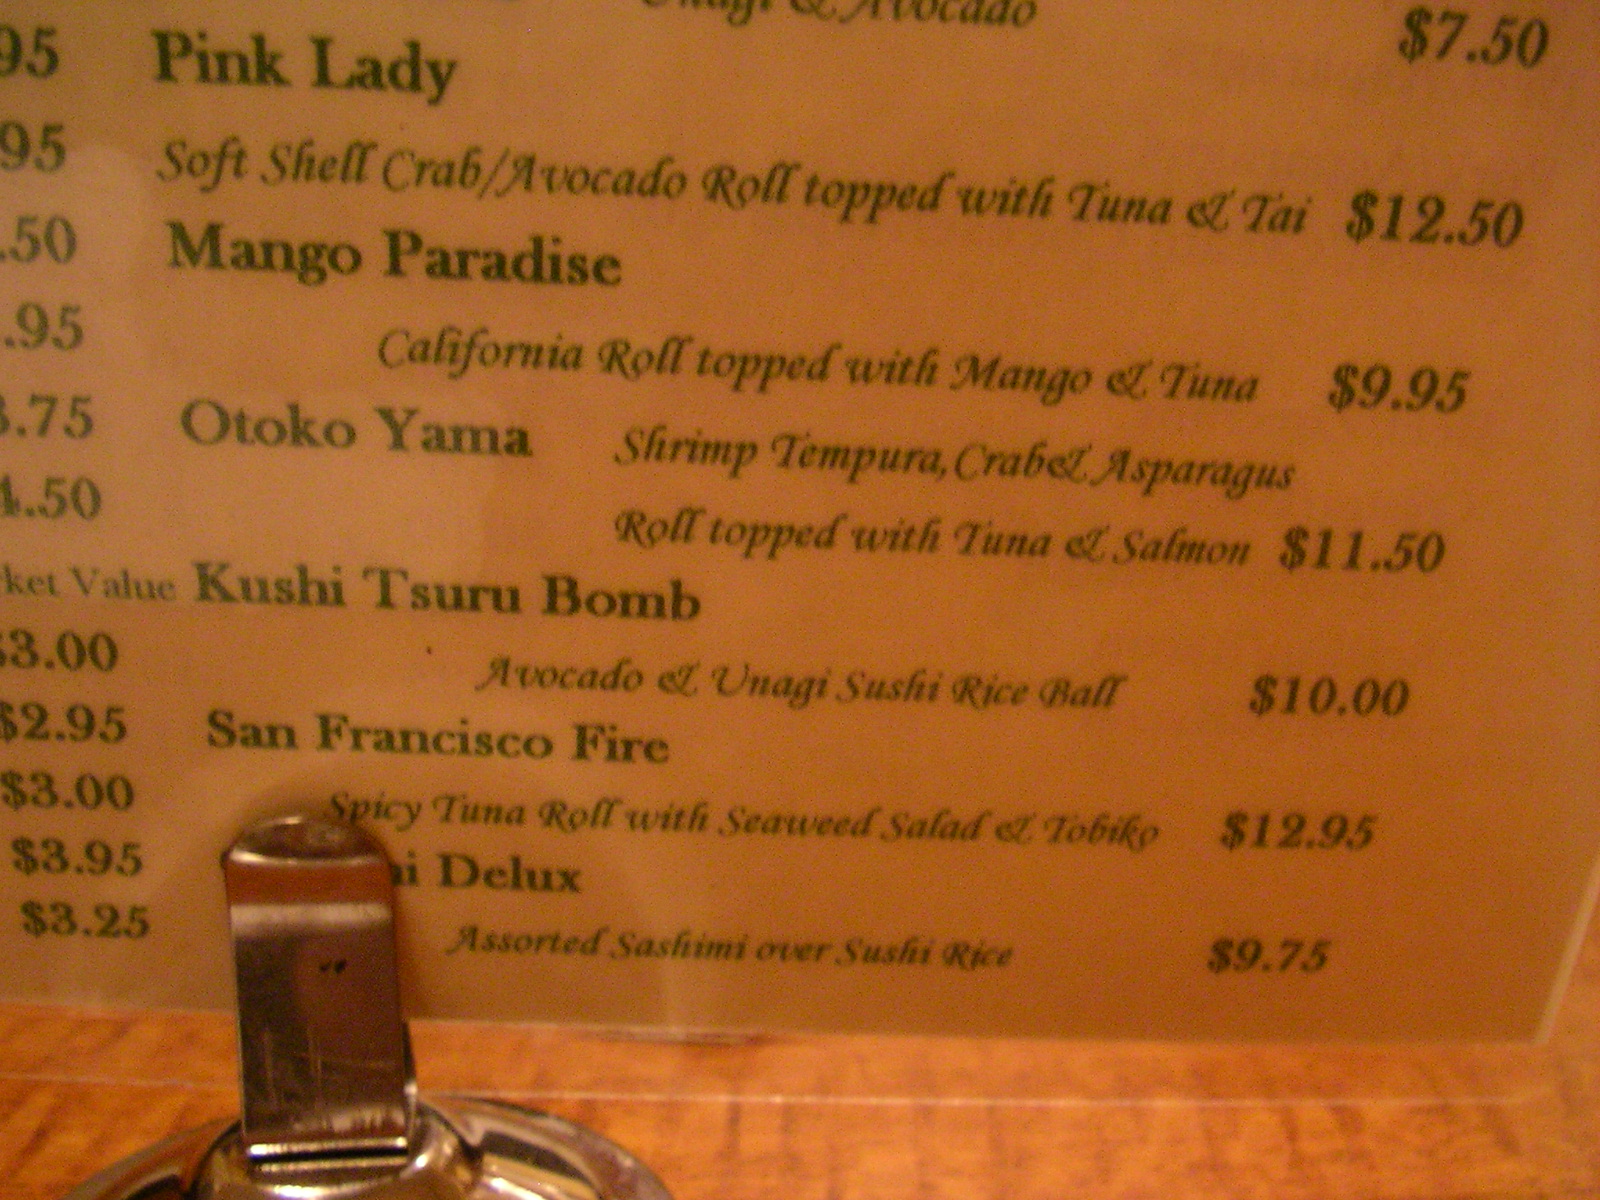 & Avocado $7.50
95 Pink Lady
95 Soft Shell Crab/Avocado Roll topped with Tuna & Tai $12.50
.50 Mango Paradise
.95 California Roll topped with Mango & Tuna $9.95
3.75 Otoko Yama Shrimp Tempura,Crab& Asparagus
4.50 Roll topped with Tuna & Salmon $11.50
ket Value Kushi Tsuru Bomb
$3.00 Avocado & Unagi Sushi Rice Ball $10.00
$2.95 San Francisco Fire
$3.00 Spicy Tuna Roll with Seaweed Salad & Tobiko $12.95
$3.95 Delux
$3.25 Assorted Sashimi over Sushi Rice $9.75